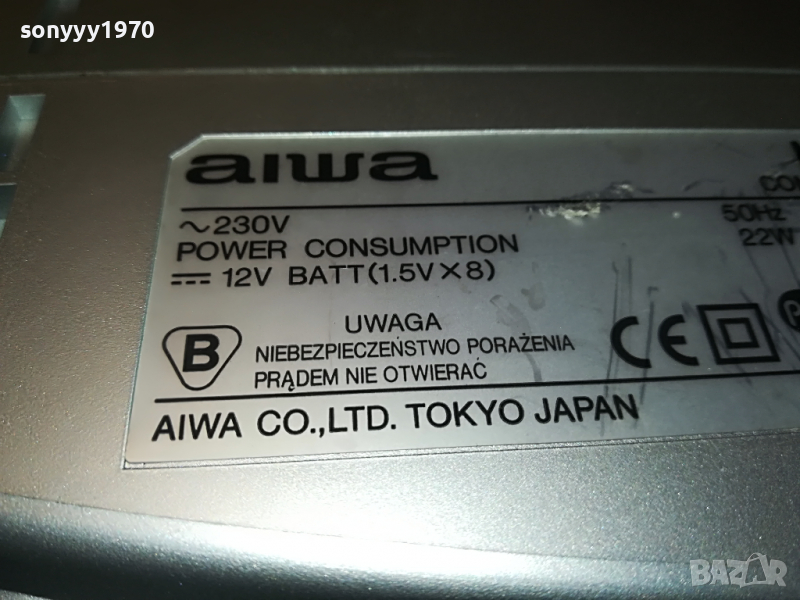 sonyyy1970
aiwa
~230V 50Hz
POWER CONSUMPTION 22W
⎓ 12V BATT(1.5V×8)
B
UWAGA
NIEBEZPIECZEŃSTWO PORAŻENIA
PRĄDEM NIE OTWIERAĆ
CE
AIWA CO.,LTD. TOKYO JAPAN
BAZAR